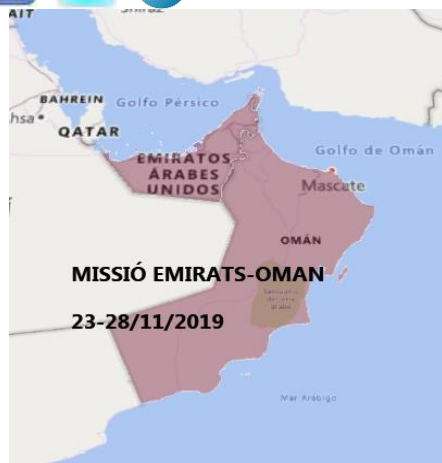 AIT
Shiraz
BAHREIN
Golfo Pérsico
hsa
QATAR
EMIRATOS
ÁRABES
UNIDOS
Golfo de Omán
Mascate
OMÁN
MISSIÓ EMIRATS-OMAN
23-28/11/2019
Mar Arábigo